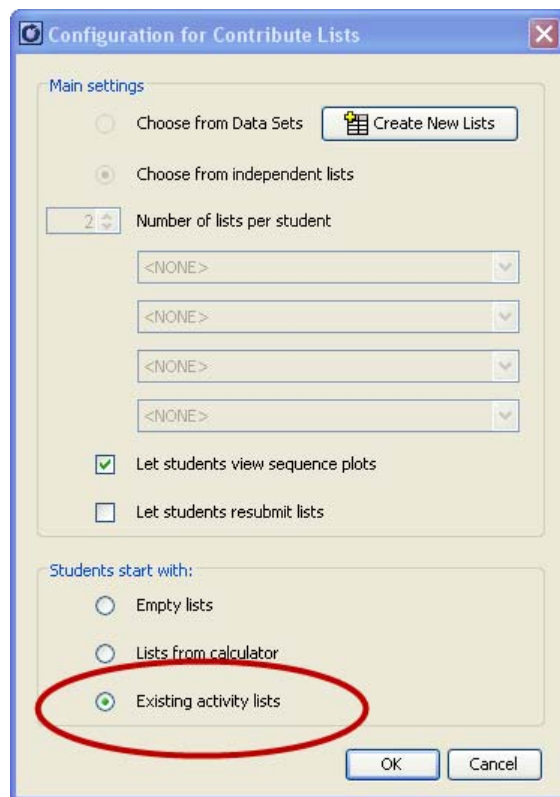 Configuration for Contribute Lists
Main settings
Choose from Data Sets
Create New Lists
Choose from independent lists
2
Number of lists per student
<NONE>
<NONE>
<NONE>
<NONE>
Let students view sequence plots
Let students resubmit lists
Students start with:
Empty lists
Lists from calculator
Existing activity lists
OK
Cancel